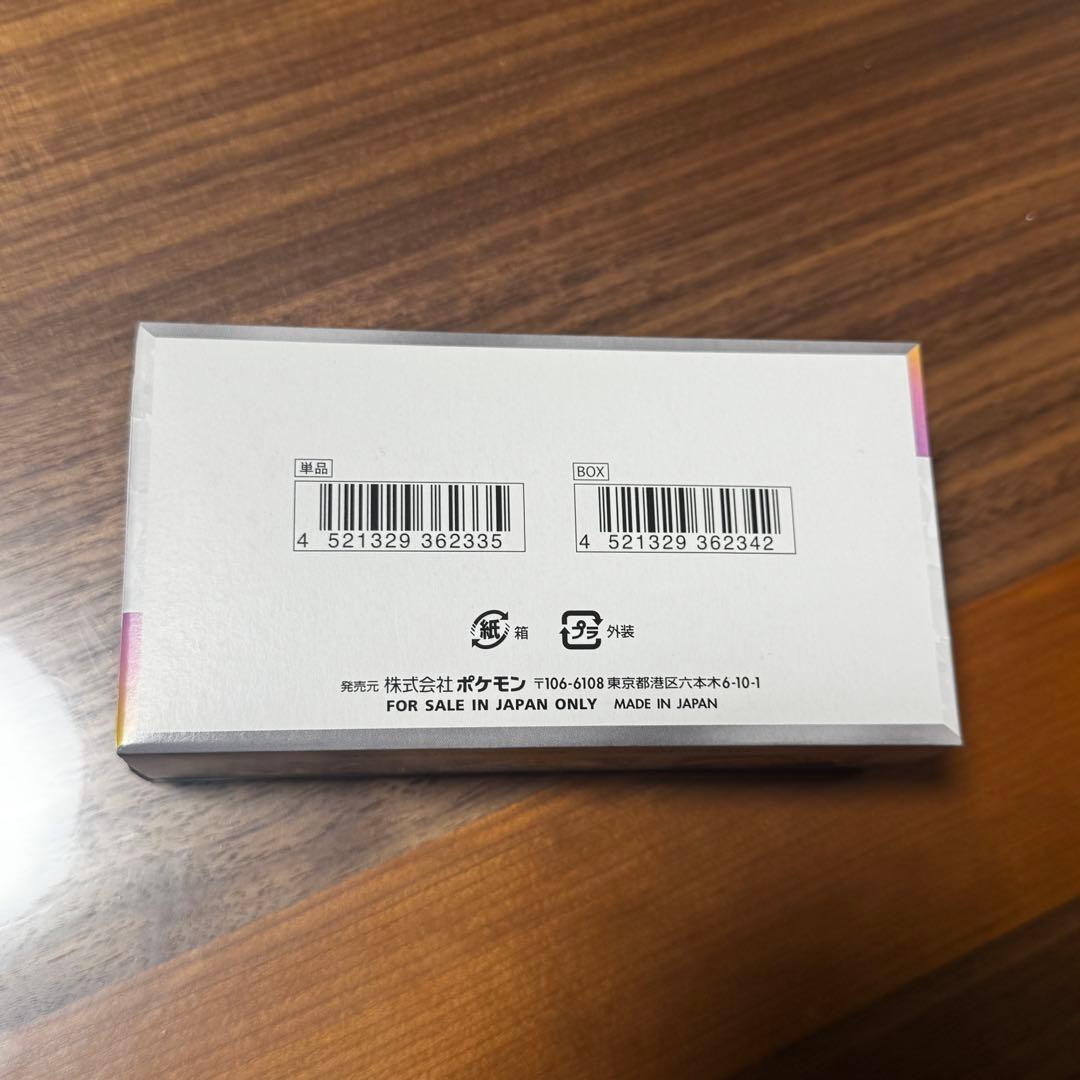 単品
4 521329 362335
BOX
4 521329 362342
紙 箱 プラ 外装
発売元 株式会社 ポケモン 〒106-6108 東京都港区六本木6-10-1
FOR SALE IN JAPAN ONLY MADE IN JAPAN